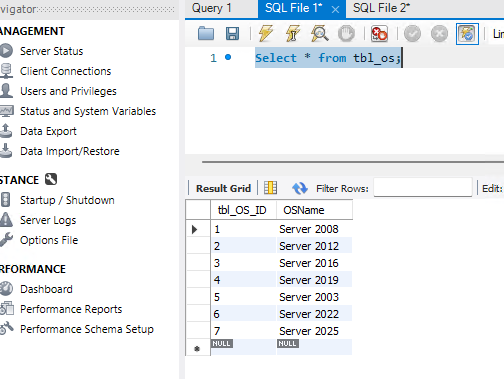 vigator
Query 1
SQL File 1*
SQL File 2*
ANAGEMENT
Server Status
Client Connections
Users and Privileges
Status and System Variables
Data Export
Data Import/Restore
STANCE
Startup / Shutdown
Server Logs
Options File
RFORMANCE
Dashboard
Performance Reports
Performance Schema Setup
Lin
1
Select * from tbl_os;
Result Grid
Filter Rows:
Edit:
tbl_OS_ID OSName
1 Server 2008
2 Server 2012
3 Server 2016
4 Server 2019
5 Server 2003
6 Server 2022
7 Server 2025
NULL NULL